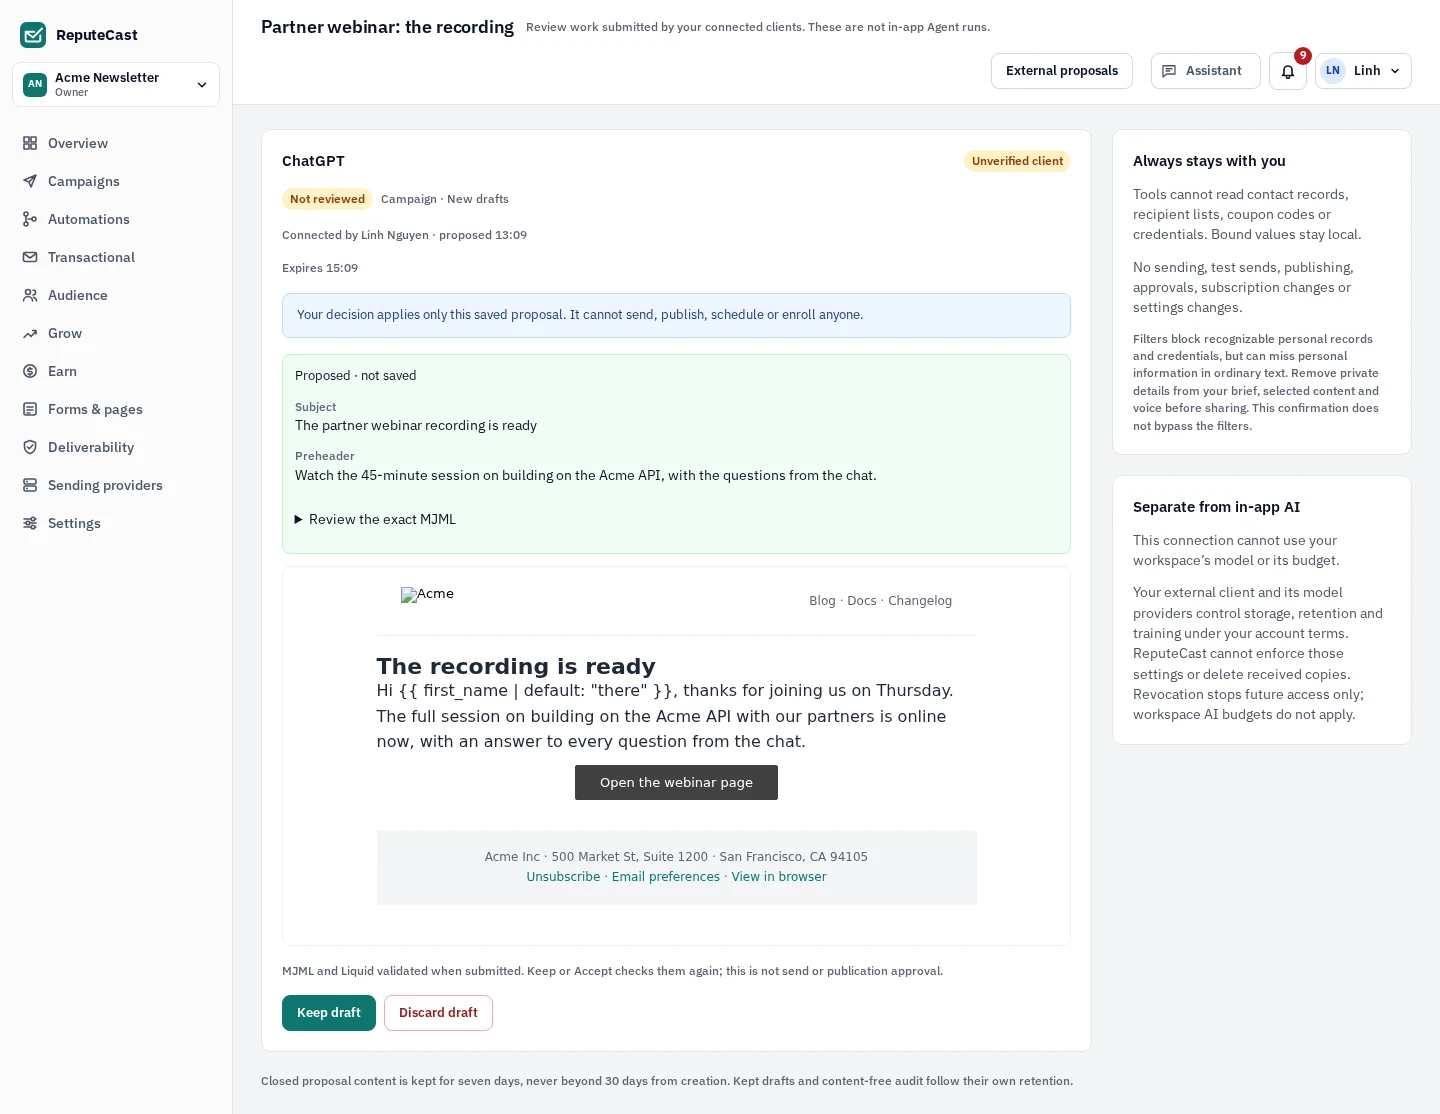 ReputeCast
AN
Acme Newsletter
Owner
Overview
Campaigns
Automations
Transactional
Audience
Grow
Earn
Forms & pages
Deliverability
Sending providers
Settings
Partner webinar: the recording
Review work submitted by your connected clients. These are not in-app Agent runs.
External proposals
Assistant
9
LN
Linh
ChatGPT
Unverified client
Not reviewed
Campaign · New drafts
Connected by Linh Nguyen · proposed 13:09
Expires 15:09
Your decision applies only this saved proposal. It cannot send, publish, schedule or enroll anyone.
Proposed · not saved
Subject
The partner webinar recording is ready
Preheader
Watch the 45-minute session on building on the Acme API, with the questions from the chat.
Review the exact MJML
Acme
Blog · Docs · Changelog
The recording is ready
Hi {{ first_name | default: "there" }}, thanks for joining us on Thursday.
The full session on building on the Acme API with our partners is online
now, with an answer to every question from the chat.
Open the webinar page
Acme Inc · 500 Market St, Suite 1200 · San Francisco, CA 94105
Unsubscribe · Email preferences · View in browser
MJML and Liquid validated when submitted. Keep or Accept checks them again; this is not send or publication approval.
Keep draft
Discard draft
Closed proposal content is kept for seven days, never beyond 30 days from creation. Kept drafts and content-free audit follow their own retention.
Always stays with you
Tools cannot read contact records,
recipient lists, coupon codes or
credentials. Bound values stay local.
No sending, test sends, publishing,
approvals, subscription changes or
settings changes.
Filters block recognizable personal records
and credentials, but can miss personal
information in ordinary text. Remove private
details from your brief, selected content and
voice before sharing. This confirmation does
not bypass the filters.
Separate from in-app AI
This connection cannot use your
workspace’s model or its budget.
Your external client and its model
providers control storage, retention and
training under your account terms.
ReputeCast cannot enforce those
settings or delete received copies.
Revocation stops future access only;
workspace AI budgets do not apply.